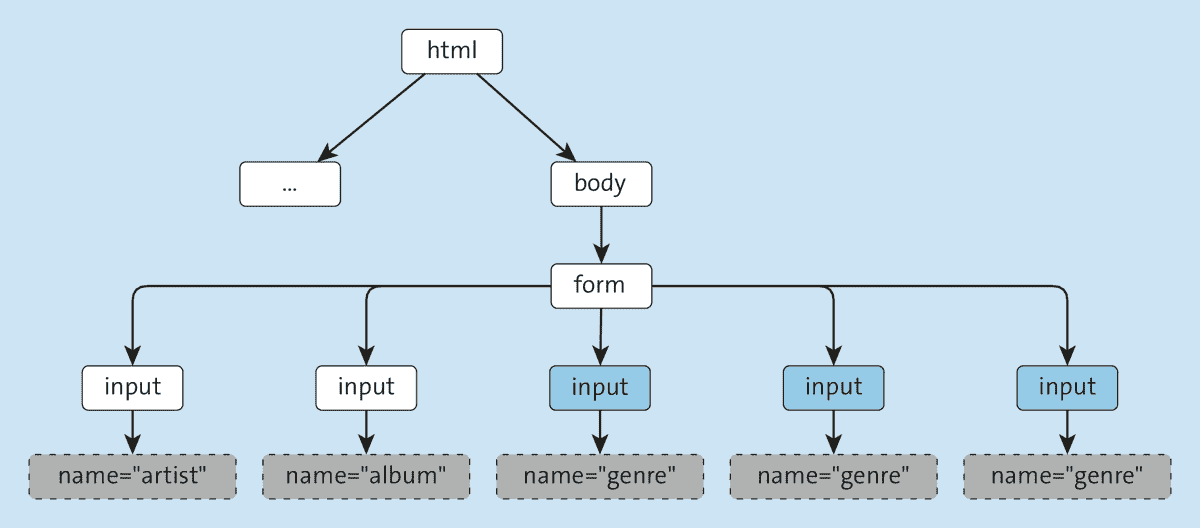 html
...
body
form
input
input
input
input
input
name="artist"
name="album"
name="genre"
name="genre"
name="genre"